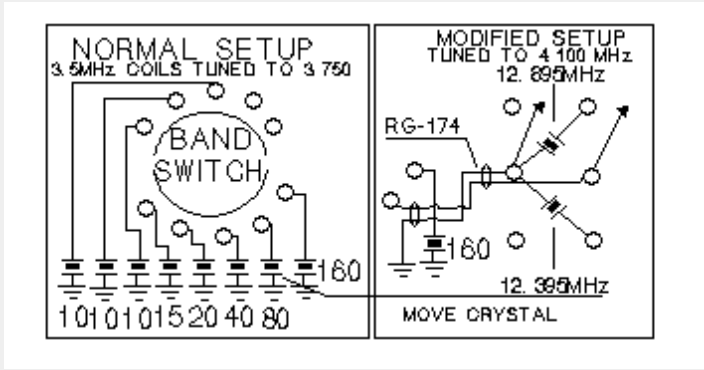 NORMAL SETUP
3.5MHz COILS TUNED TO 3.750
BAND
SWITCH
160
10 10 10 15 20 40 80
MODIFIED SETUP
TUNED TO 4.100 MHz
12.895MHz
RG-174
160
12.395MHz
MOVE CRYSTAL